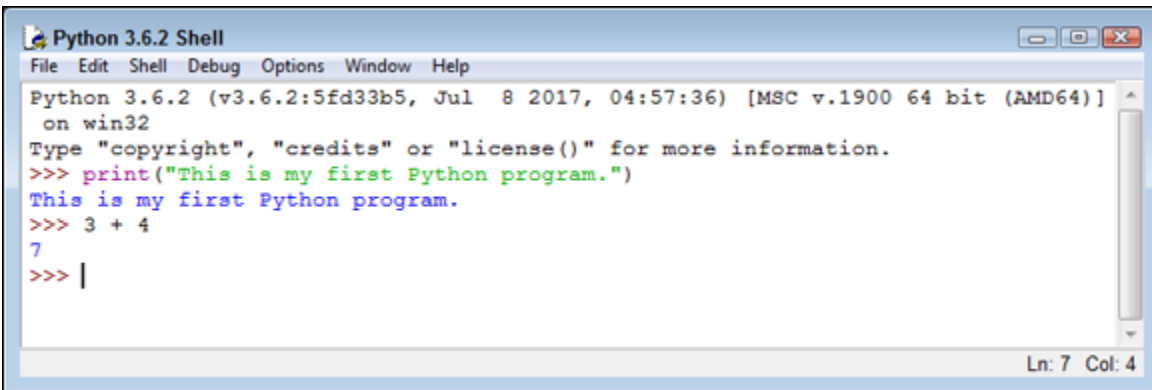 Python 3.6.2 Shell
File Edit Shell Debug Options Window Help
Python 3.6.2 (v3.6.2:5fd33b5, Jul  8 2017, 04:57:36) [MSC v.1900 64 bit (AMD64)]
 on win32
Type "copyright", "credits" or "license()" for more information.
>>> print("This is my first Python program.")
This is my first Python program.
>>> 3 + 4
7
>>>
Ln: 7 Col: 4